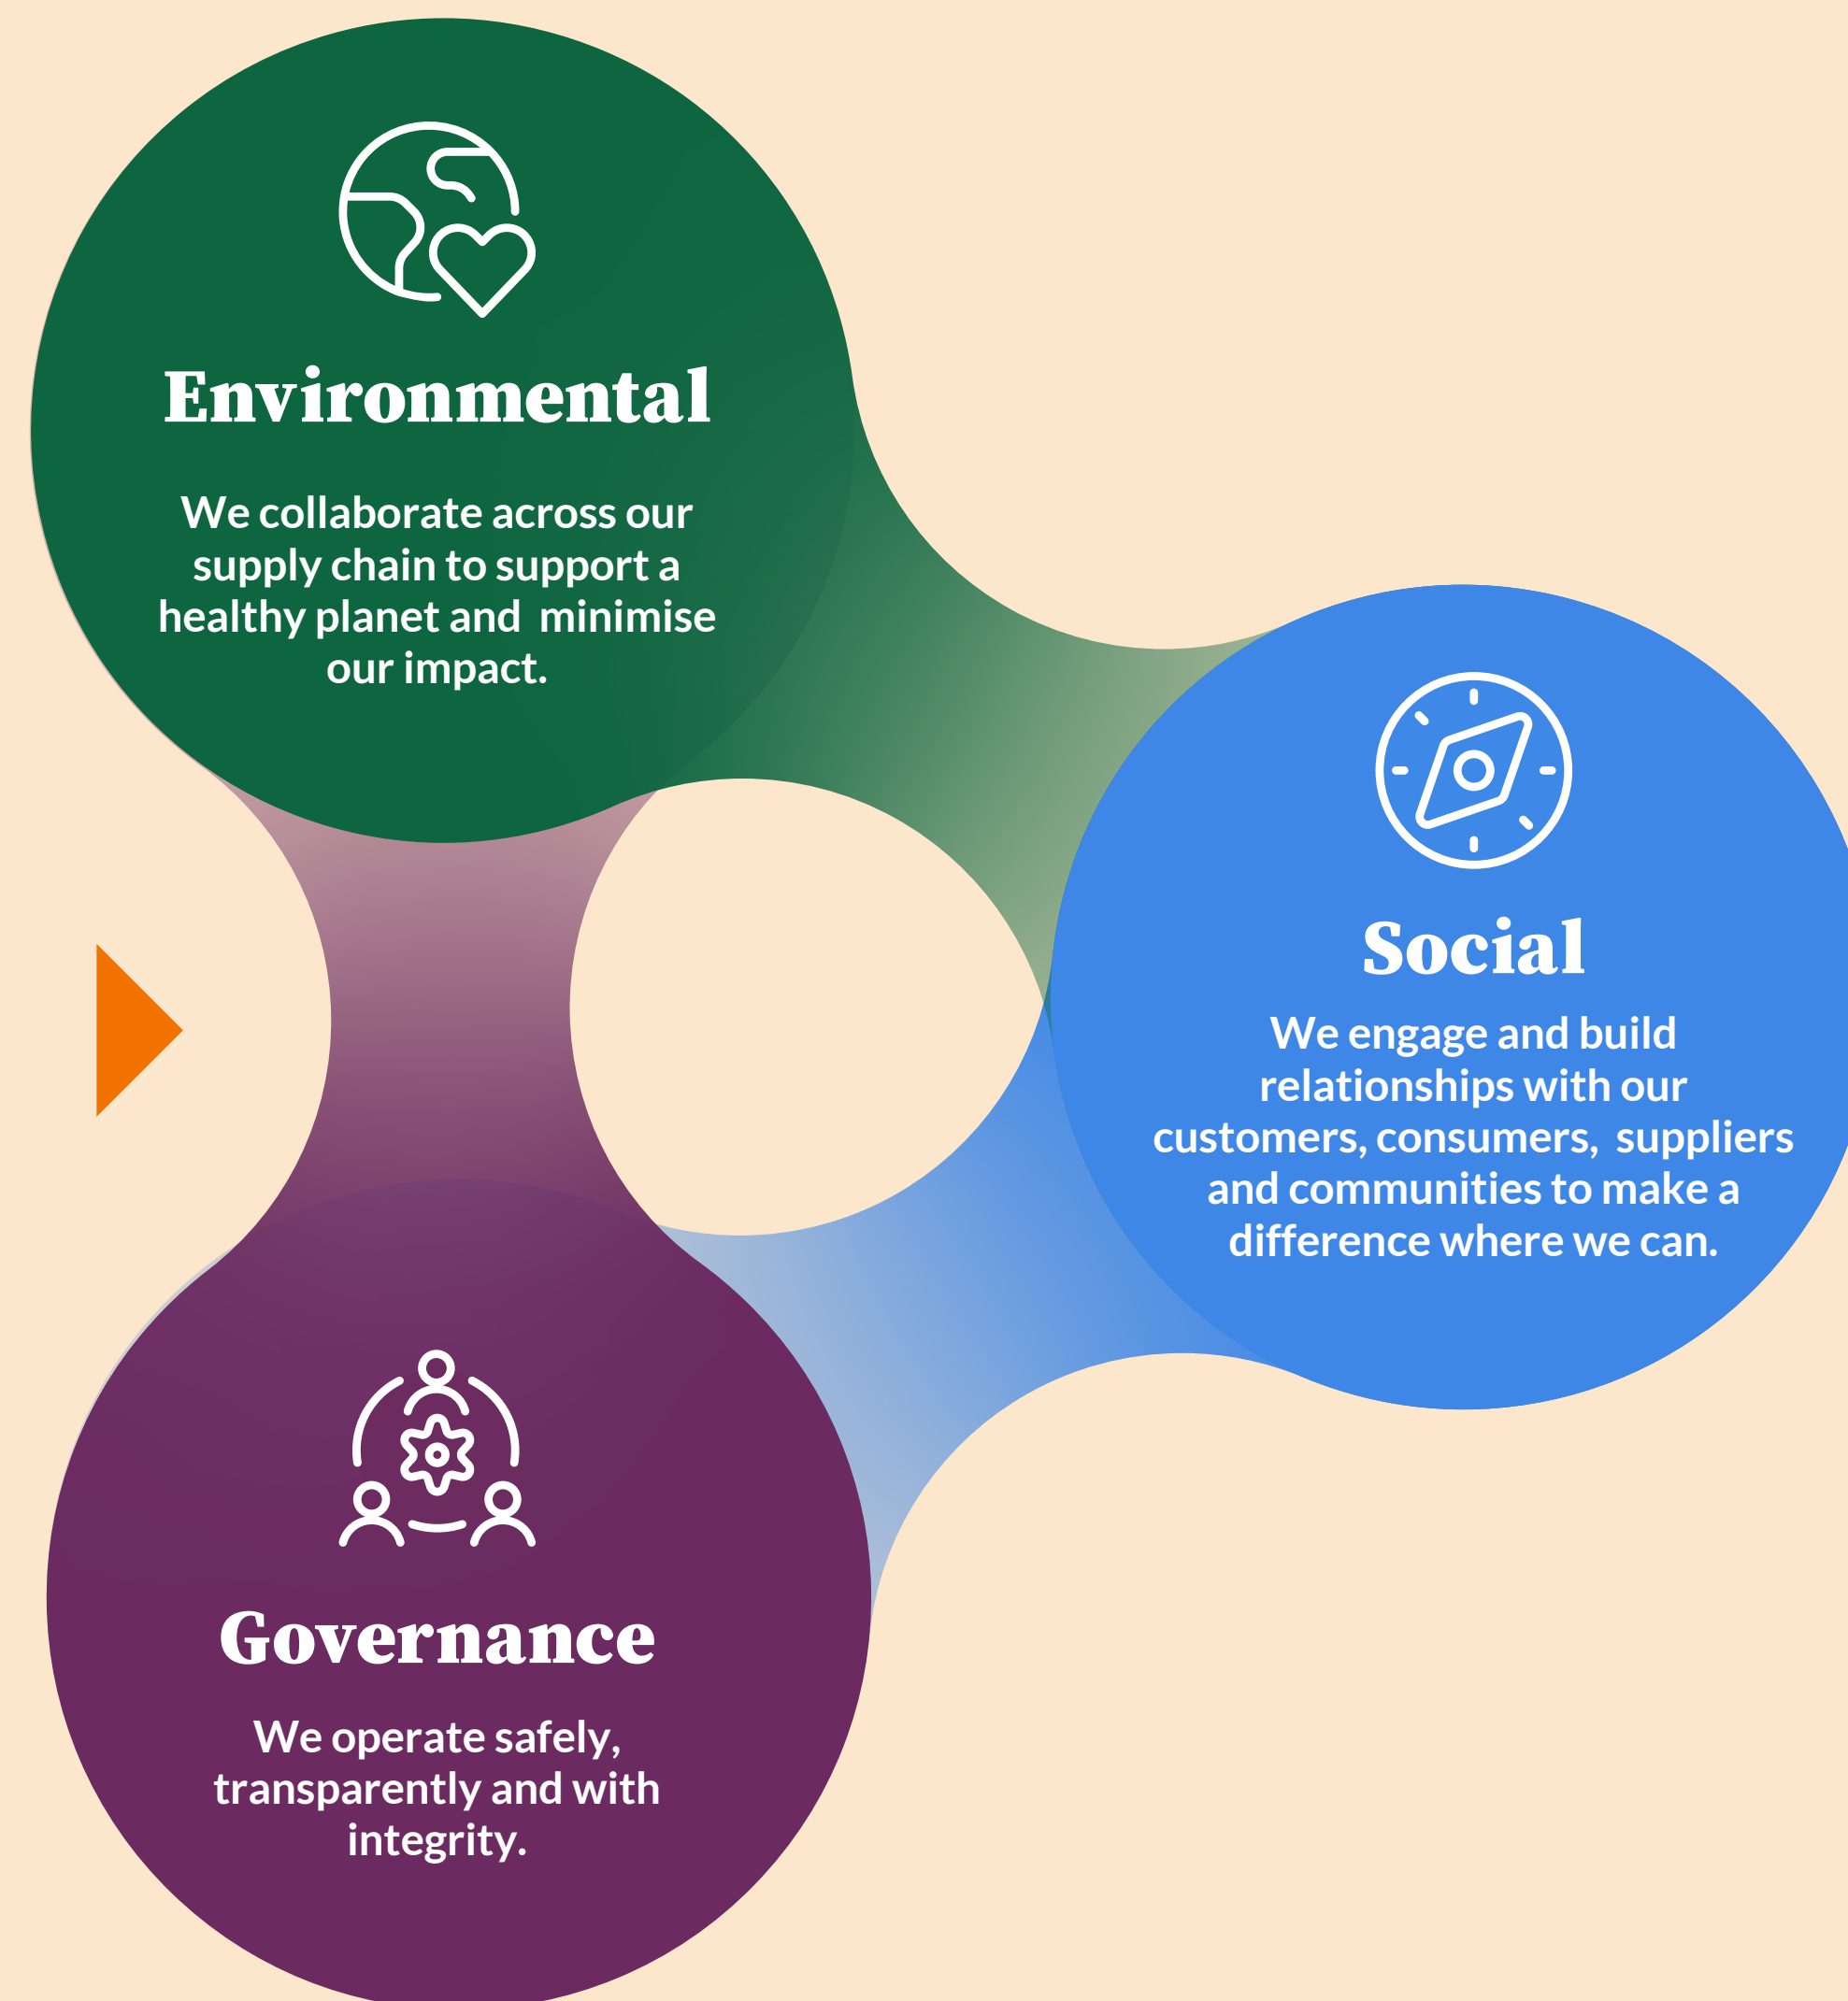 Environmental
We collaborate across our
supply chain to support a
healthy planet and  minimise
our impact.
Social
We engage and build
relationships with our
customers, consumers,  suppliers
and communities to make a
difference where we can.
Governance
We operate safely,
transparently and with
integrity.